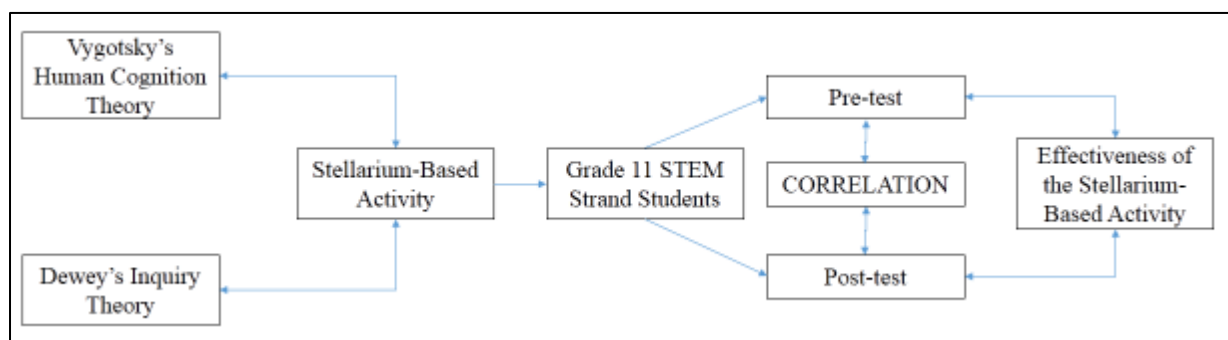 Vygotsky's
Human Cognition
Theory
Dewey's Inquiry
Theory
Stellarium-Based
Activity
Grade 11 STEM
Strand Students
Pre-test
CORRELATION
Post-test
Effectiveness of
the Stellarium-
Based Activity